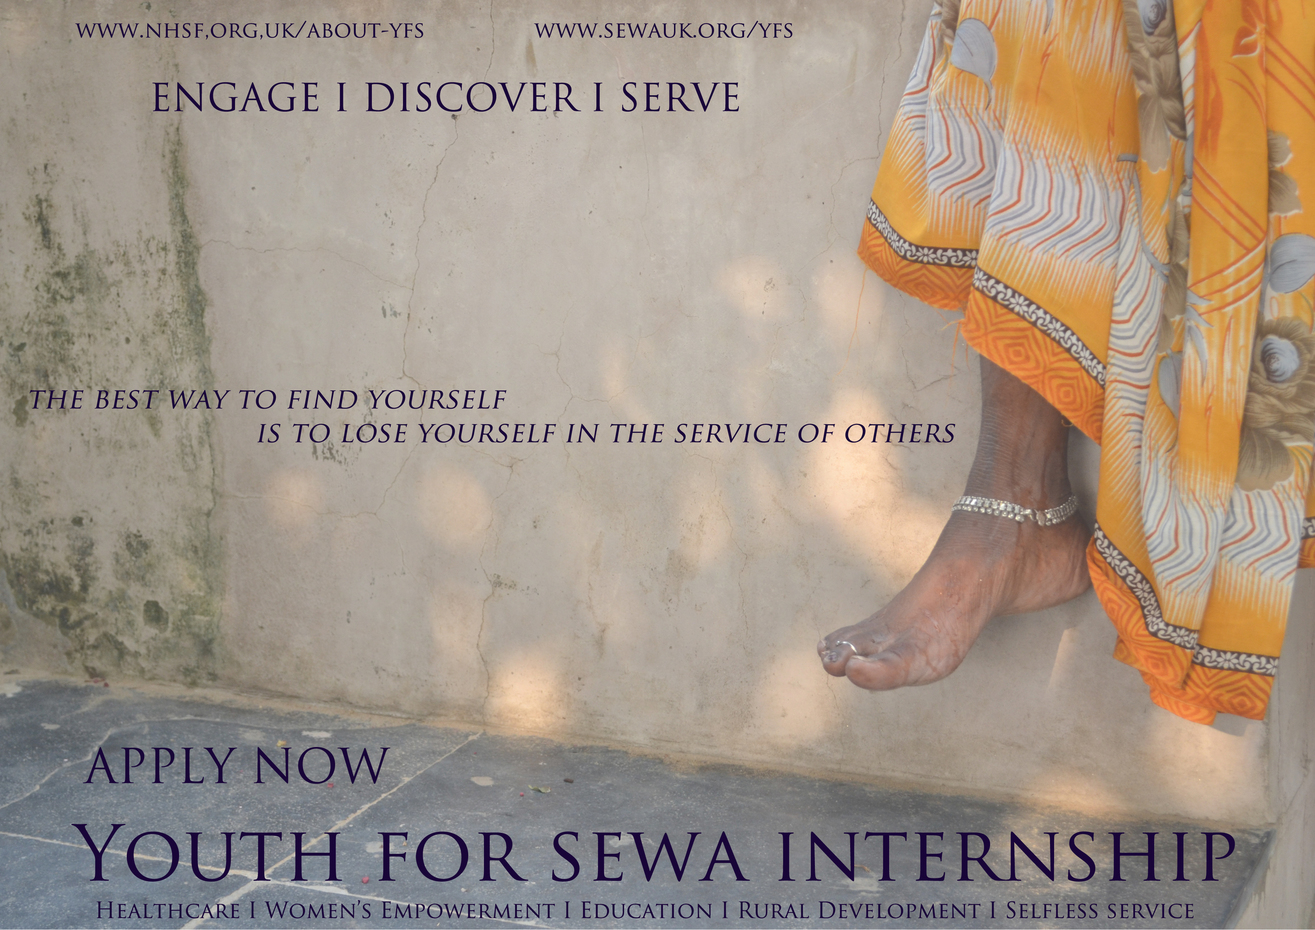 WWW.NHSF,ORG,UK/ABOUT-YFS WWW.SEWAUK.ORG/YFS
ENGAGE I DISCOVER I SERVE
THE BEST WAY TO FIND YOURSELF
IS TO LOSE YOURSELF IN THE SERVICE OF OTHERS
APPLY NOW
YOUTH FOR SEWA INTERNSHIP
HEALTHCARE I WOMEN'S EMPOWERMENT I EDUCATION I RURAL DEVELOPMENT I SELFLESS SERVICE